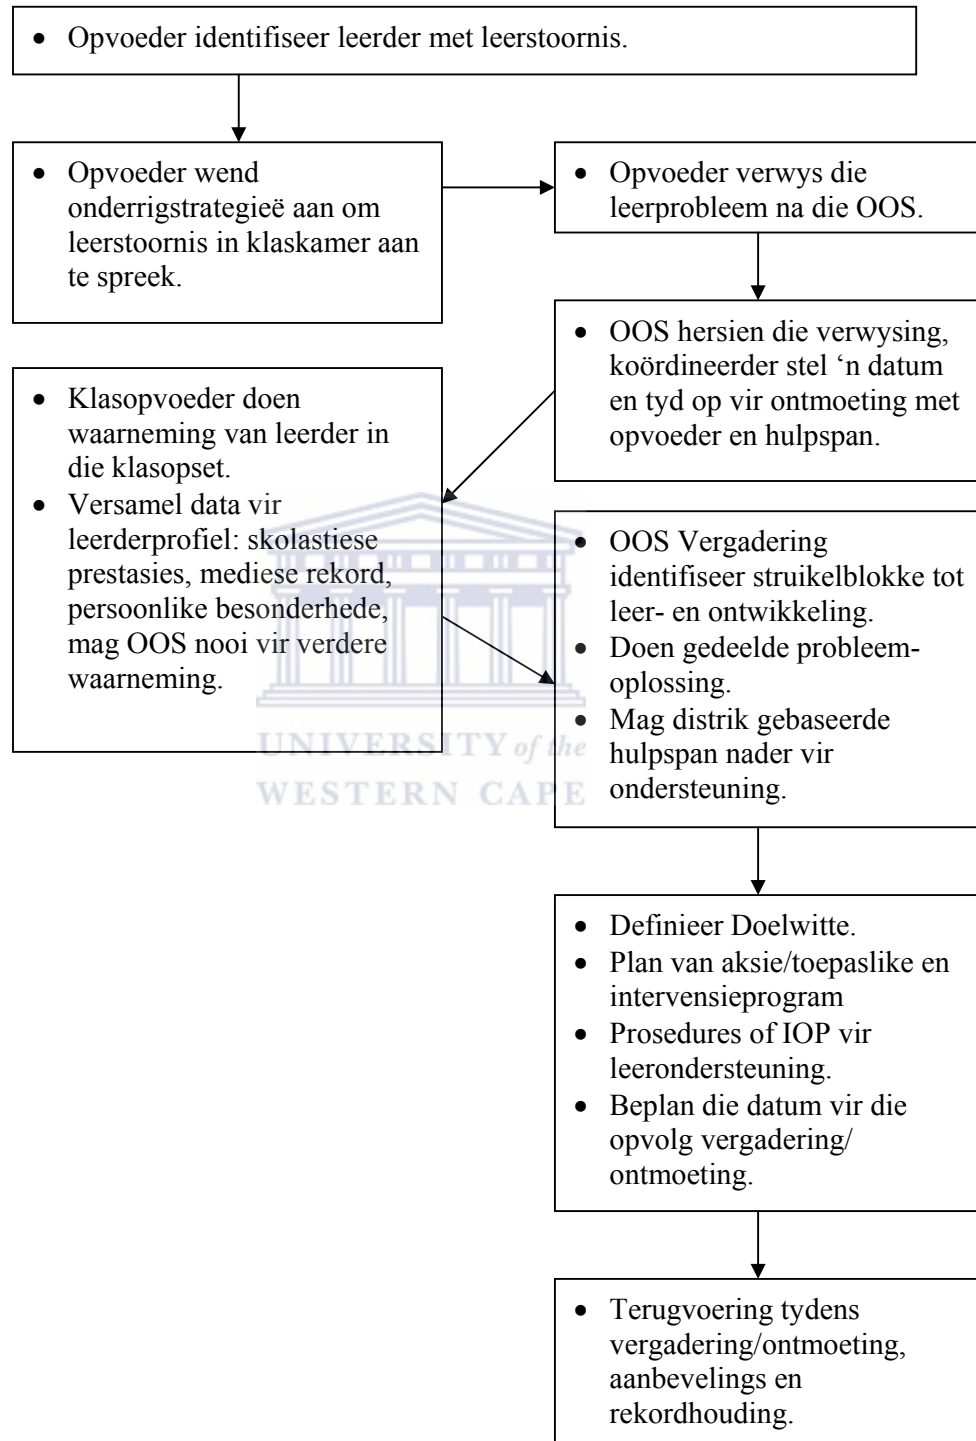 • Opvoeder identifiseer leerder met leerstoornis.
• Opvoeder wend
onderrigstrategieë aan om
leerstoornis in klaskamer aan
te spreek.
• Opvoeder verwys die
leerprobleem na die OOS.
• OOS hersien die verwysing,
koördineerder stel ‘n datum
en tyd op vir ontmoeting met
opvoeder en hulpspan.
• Klasopvoeder doen
waarneming van leerder in
die klasopset.
• Versamel data vir
leerderprofiel: skolastiese
prestasies, mediese rekord,
persoonlike besonderhede,
mag OOS nooi vir verdere
waarneming.
• OOS Vergadering
identifiseer struikelblokke tot
leer- en ontwikkeling.
• Doen gedeelde probleem-
oplossing.
• Mag distrik gebaseerde
hulpspan nader vir
ondersteuning.
UNIVERSITY of the
WESTERN CAPE
• Definieer Doelwitte.
• Plan van aksie/toepaslike en
intervensieprogram
• Prosedures of IOP vir
leerondersteuning.
• Beplan die datum vir die
opvolg vergadering/
ontmoeting.
• Terugvoering tydens
vergadering/ontmoeting,
aanbevelings en
rekordhouding.